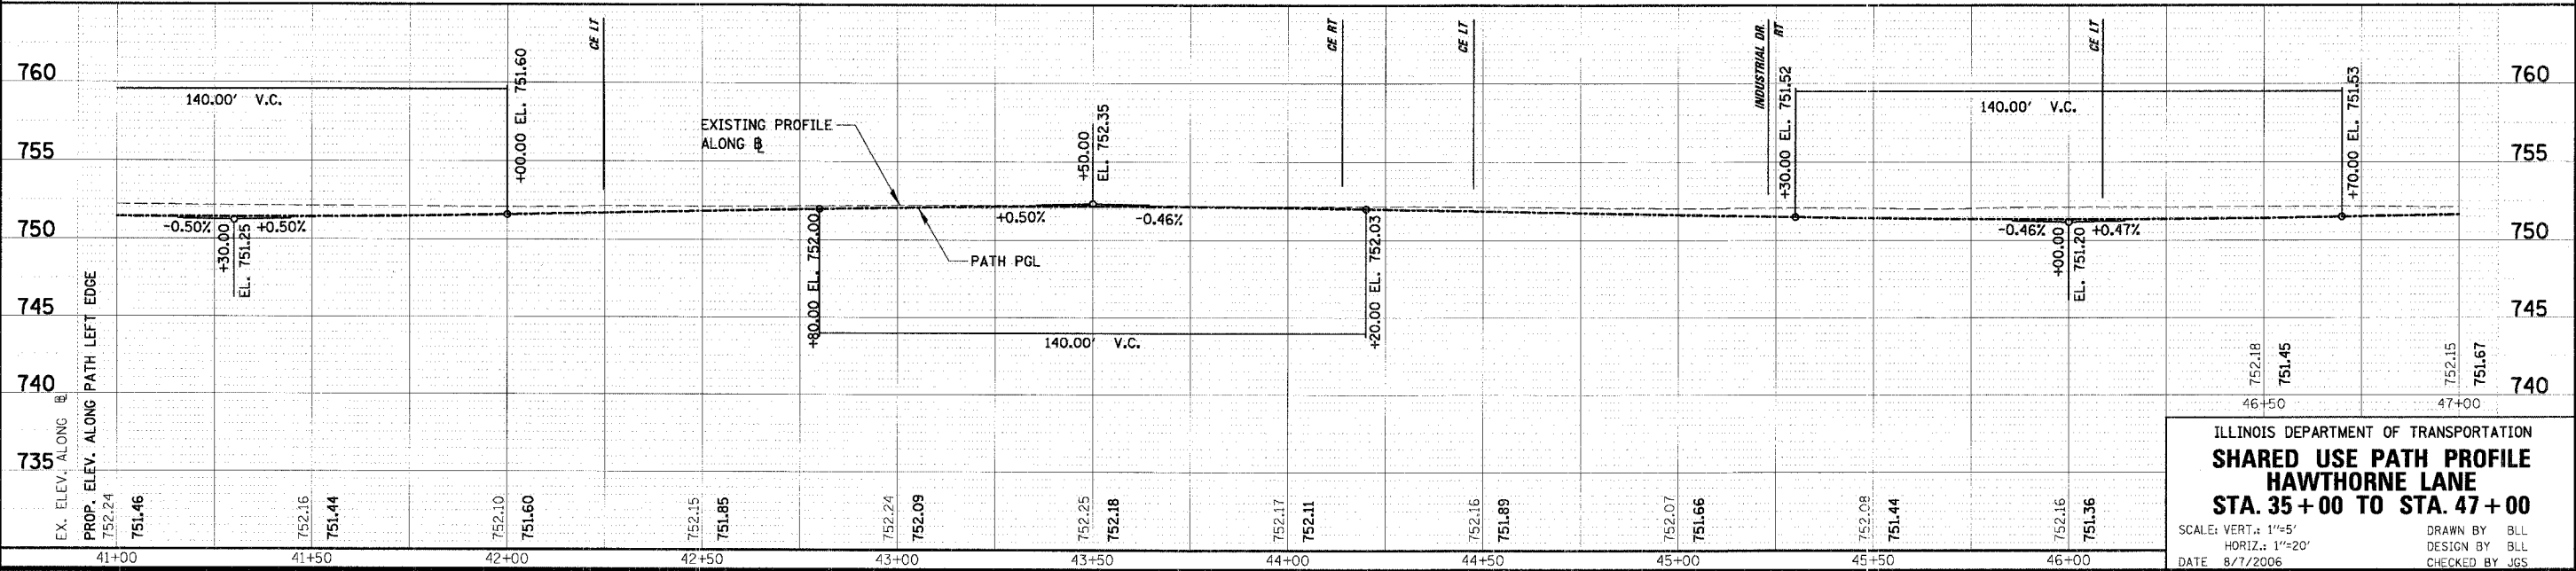 760
755
750
745
740
735
EX. ELEV. ALONG ℄
PROP. ELEV. ALONG PATH LEFT EDGE
140.00' V.C.
+00.00 EL. 751.60
-0.50%
+0.50%
+30.00
EL. 751.25
CE LT
EXISTING PROFILE
ALONG ℄
PATH PGL
+80.00 EL. 752.00
+50.00
EL. 752.35
+0.50%
-0.46%
140.00' V.C.
+20.00 EL. 752.03
CE RT
CE LT
INDUSTRIAL DR.
RT
+30.00 EL. 751.52
140.00' V.C.
CE LT
-0.46%
+0.47%
+00.00
EL. 751.20
+70.00 EL. 751.53
760
755
750
745
740
752.24
751.46
752.16
751.44
752.10
751.60
752.15
751.85
752.24
752.09
752.25
752.18
752.17
752.11
752.16
751.89
752.07
751.66
752.08
751.44
752.16
751.36
752.18
751.45
752.15
751.67
41+00
41+50
42+00
42+50
43+00
43+50
44+00
44+50
45+00
45+50
46+00
46+50
47+00
ILLINOIS DEPARTMENT OF TRANSPORTATION
SHARED USE PATH PROFILE
HAWTHORNE LANE
STA. 35+00 TO STA. 47+00
SCALE: VERT.: 1"=5'
HORIZ.: 1"=20'
DATE 8/7/2006
DRAWN BY BLL
DESIGN BY BLL
CHECKED BY JGS